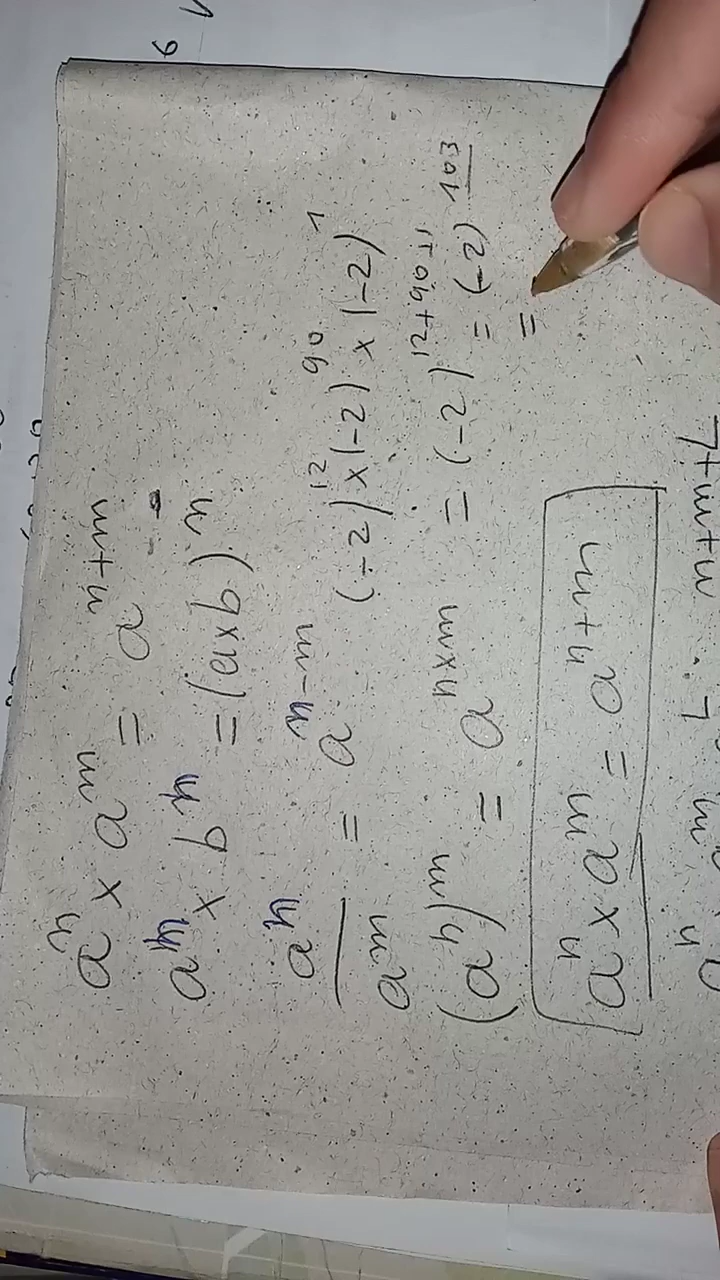 aⁿ × aᵐ = aⁿ⁺ᵐ
aⁿ × bⁿ = (a×b)ⁿ
aⁿ / aᵐ = aⁿ⁻ᵐ
(aⁿ)ᵐ = aⁿˣᵐ
aⁿ × aᵐ = aⁿ⁺ᵐ
(-2)¹² × (-2)⁹⁰ × (-2)¹
= (-2)¹²⁺⁹⁰⁺¹ = (-2)¹⁰³
=